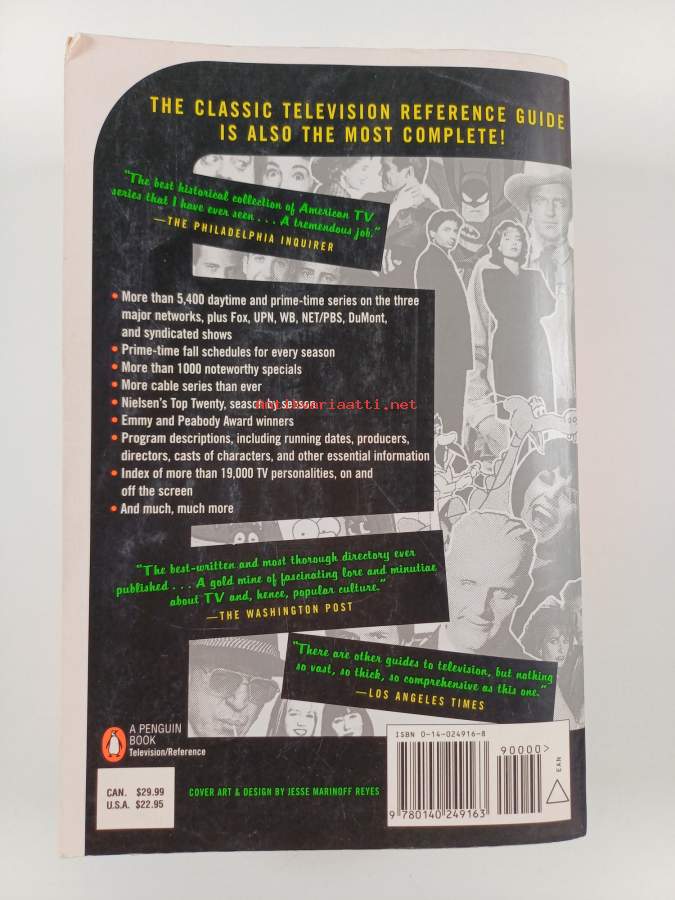 THE CLASSIC TELEVISION REFERENCE GUIDE
IS ALSO THE MOST COMPLETE!
"The best historical collection of American TV
series that I have ever seen . . . A tremendous job."
—THE PHILADELPHIA INQUIRER
• More than 5,400 daytime and prime-time series on the three
major networks, plus Fox, UPN, WB, NET/PBS, DuMont,
and syndicated shows
• Prime-time fall schedules for every season
• More than 1000 noteworthy specials
• More cable series than ever
• Nielsen's Top Twenty, season by season
antikvariaatti.net
• Emmy and Peabody Award winners
• Program descriptions, including running dates, producers,
directors, casts of characters, and other essential information
• Index of more than 19,000 TV personalities, on and
off the screen
• And much, much more
"The best-written and most thorough directory ever
published . . . A gold mine of fascinating lore and minutiae
about TV and, hence, popular culture."
—THE WASHINGTON POST
"There are other guides to television, but nothing
so vast, so thick, so comprehensive as this one."
—LOS ANGELES TIMES
A PENGUIN
BOOK
Television/Reference
CAN. $29.99
U.S.A. $22.95
COVER ART & DESIGN BY JESSE MARINOFF REYES
ISBN 0-14-024916-8
90000>
9 780140 249163
EAN